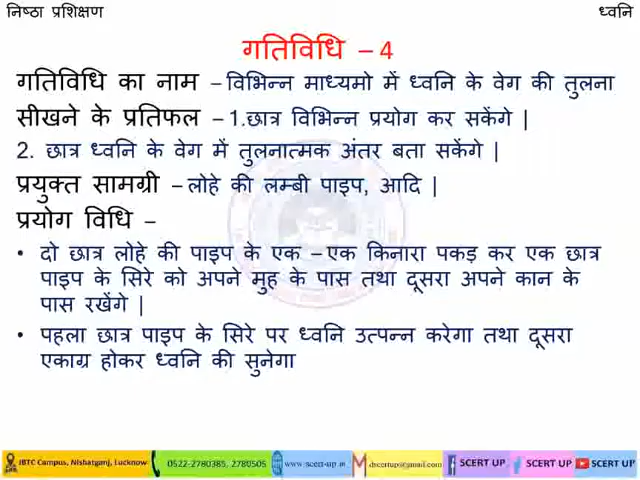 निष्ठा प्रशिक्षण
ध्वनि
गतिविधि – 4
गतिविधि का नाम – विभिन्न माध्यमो में ध्वनि के वेग की तुलना
सीखने के प्रतिफल – 1.छात्र विभिन्न प्रयोग कर सकेंगे |
2. छात्र ध्वनि के वेग में तुलनात्मक अंतर बता सकेंगे |
प्रयुक्त सामग्री – लोहे की लम्बी पाइप, आदि |
प्रयोग विधि –
• दो छात्र लोहे की पाइप के एक – एक किनारा पकड़ कर एक छात्र
पाइप के सिरे को अपने मुह के पास तथा दूसरा अपने कान के
पास रखेंगे |
• पहला छात्र पाइप के सिरे पर ध्वनि उत्पन्न करेगा तथा दूसरा
एकाग्र होकर ध्वनि की सुनेगा
JBTC Campus, Nishatganj, Lucknow
0522-2780385, 2780505
www.scert-up.in
dscertup@gmail.com
SCERT UP
SCERT UP
SCERT UP